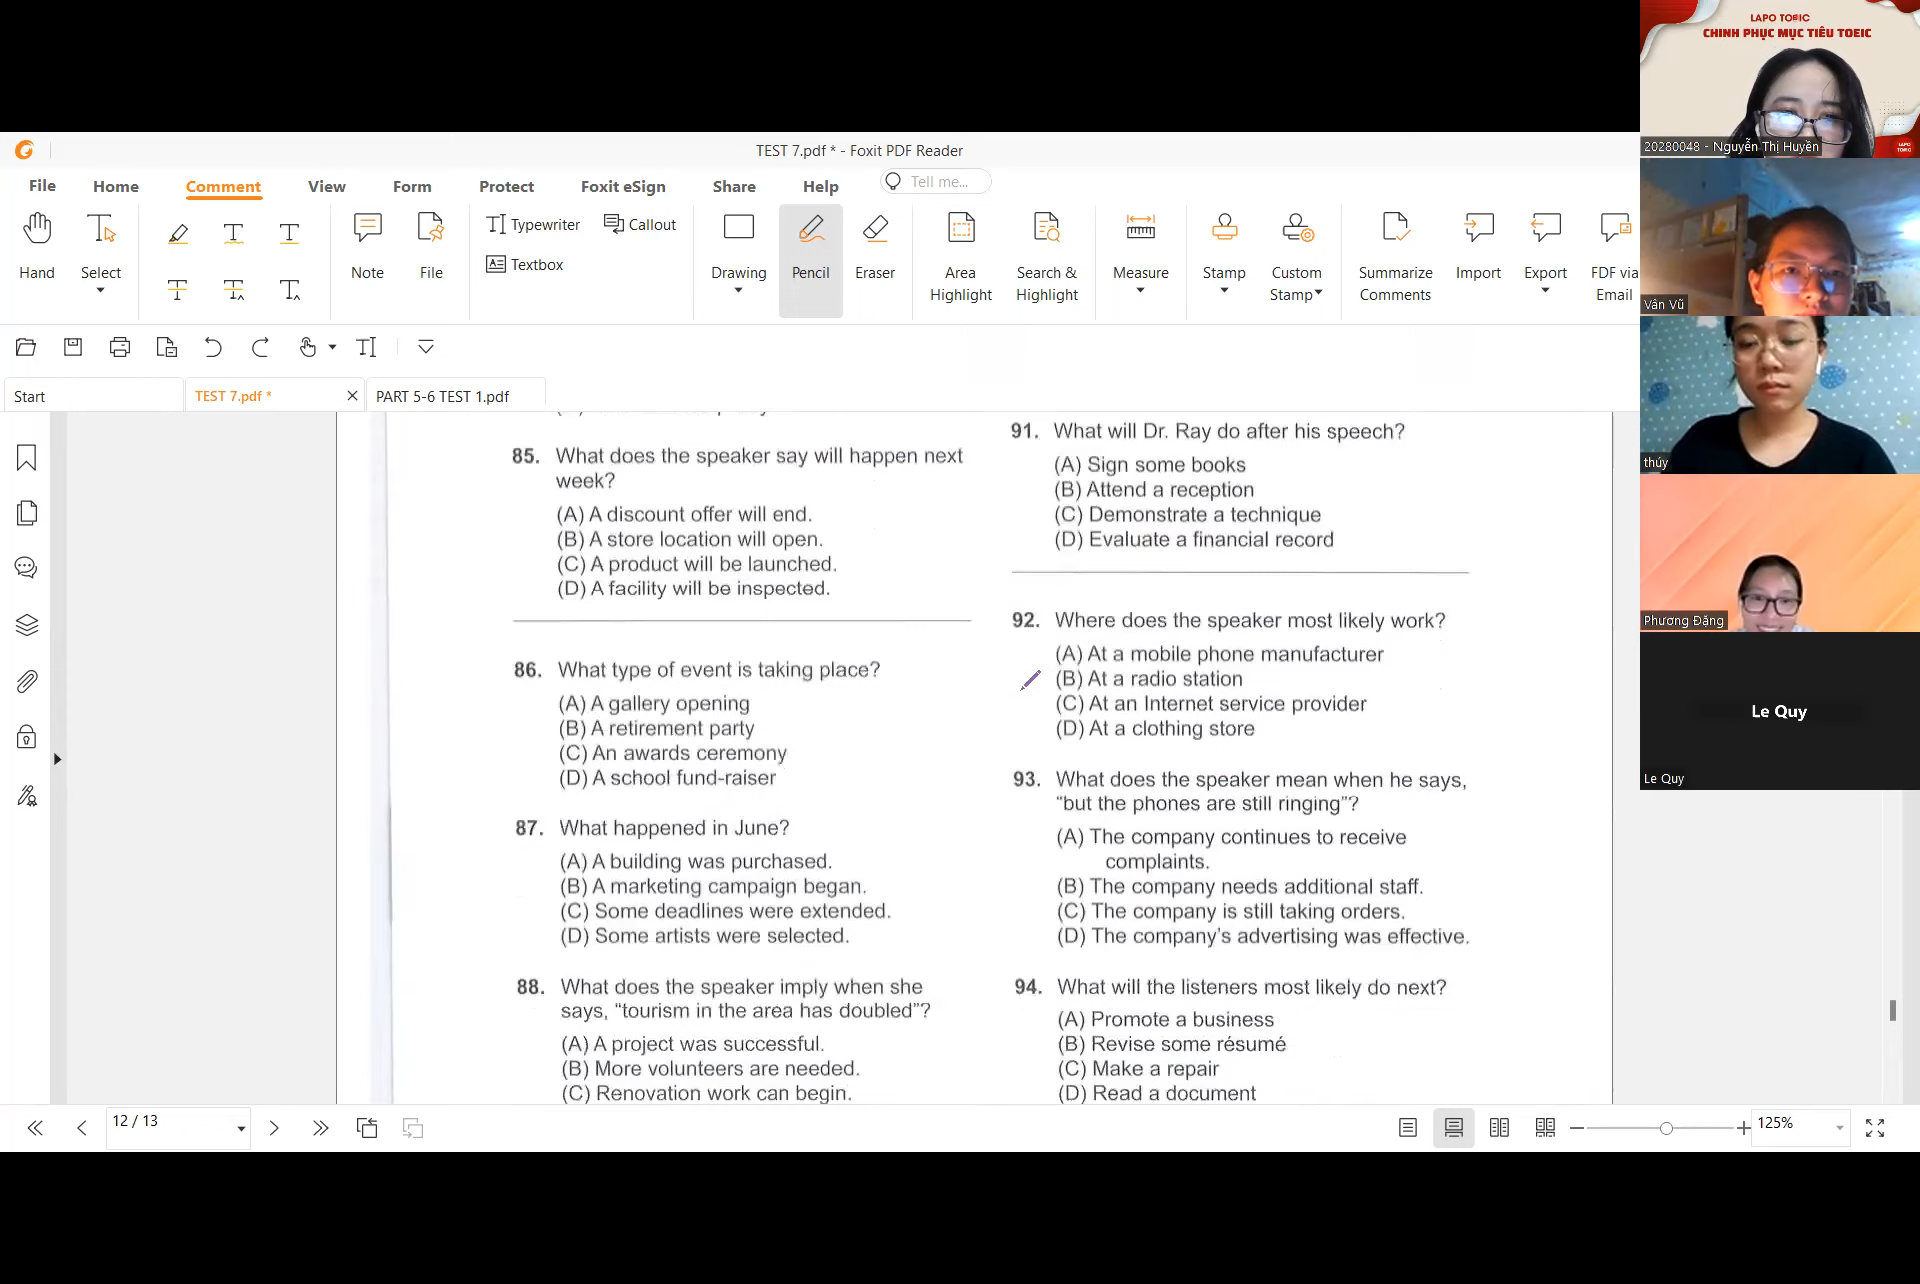 TEST 7.pdf * - Foxit PDF Reader
File Home Comment View Form Protect Foxit eSign Share Help Tell me...
Hand
Select
Note
File
Typewriter
Callout
Textbox
Drawing
Pencil
Eraser
Area Highlight
Search & Highlight
Measure
Stamp
Custom Stamp
Summarize Comments
Import
Export
FDF via Email
Start
TEST 7.pdf *
PART 5-6 TEST 1.pdf
85. What does the speaker say will happen next
week?
(A) A discount offer will end.
(B) A store location will open.
(C) A product will be launched.
(D) A facility will be inspected.
86. What type of event is taking place?
(A) A gallery opening
(B) A retirement party
(C) An awards ceremony
(D) A school fund-raiser
87. What happened in June?
(A) A building was purchased.
(B) A marketing campaign began.
(C) Some deadlines were extended.
(D) Some artists were selected.
88. What does the speaker imply when she
says, “tourism in the area has doubled”?
(A) A project was successful.
(B) More volunteers are needed.
(C) Renovation work can begin.
91. What will Dr. Ray do after his speech?
(A) Sign some books
(B) Attend a reception
(C) Demonstrate a technique
(D) Evaluate a financial record
92. Where does the speaker most likely work?
(A) At a mobile phone manufacturer
(B) At a radio station
(C) At an Internet service provider
(D) At a clothing store
93. What does the speaker mean when he says,
“but the phones are still ringing”?
(A) The company continues to receive
complaints.
(B) The company needs additional staff.
(C) The company is still taking orders.
(D) The company’s advertising was effective.
94. What will the listeners most likely do next?
(A) Promote a business
(B) Revise some résumé
(C) Make a repair
(D) Read a document
12 / 13
125%
LAPO TOEIC
CHINH PHỤC MỤC TIÊU TOEIC
20280048 - Nguyễn Thị Huyền
Vân Vũ
thúy
Phương Đặng
Le Quy
Le Quy